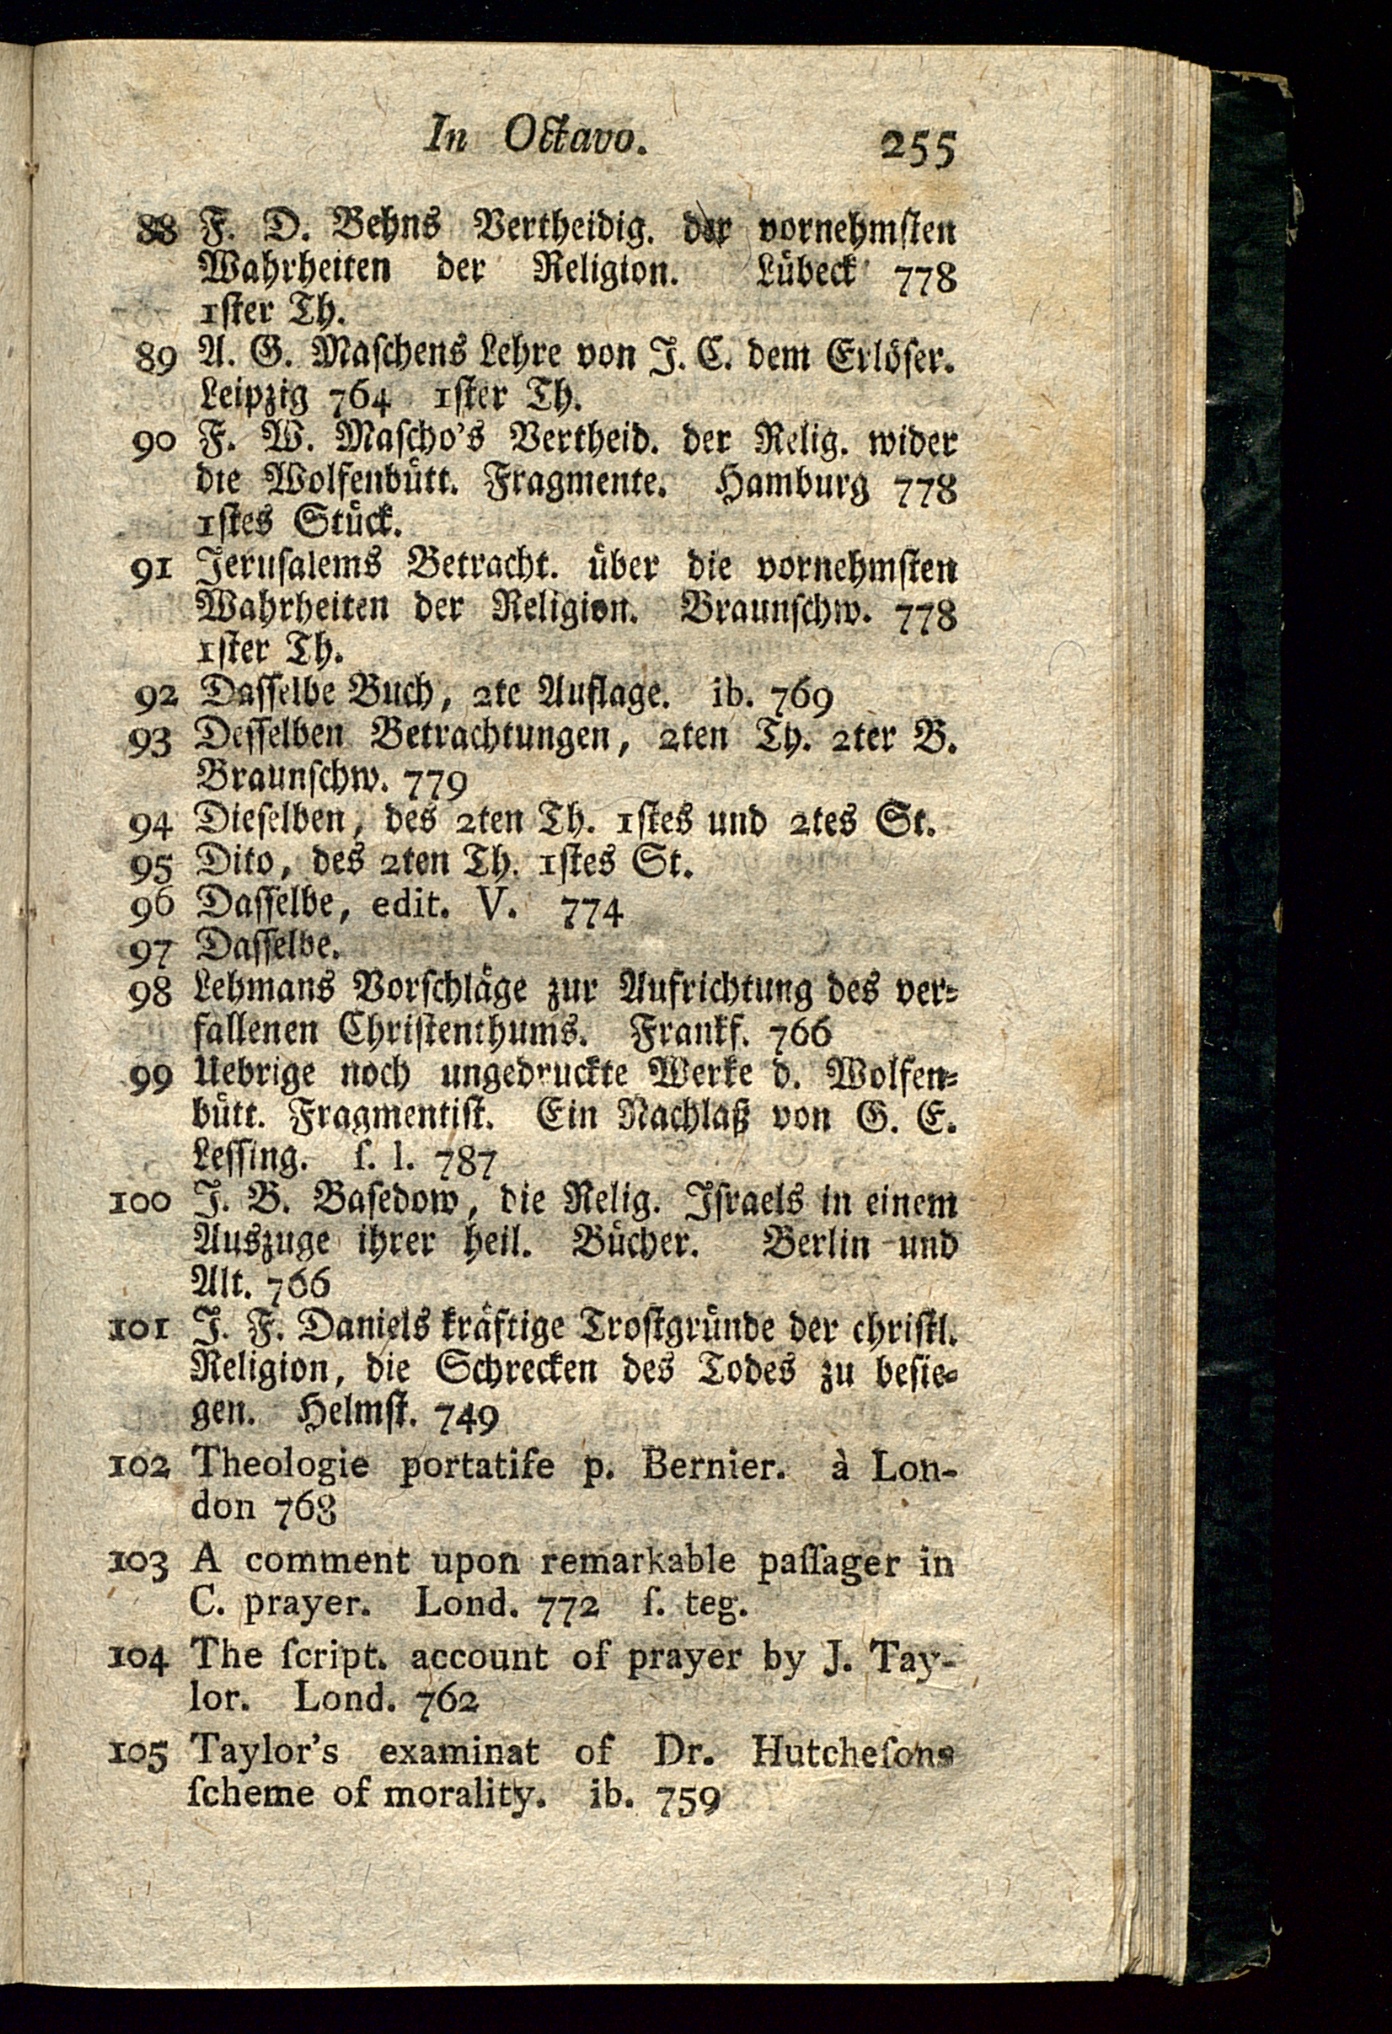 In Octavo. 255
88 F. D. Behns Vertheidig. der vornehmſten
Wahrheiten der Religion. Lübeck 778
1ſter Th.
89 A. G. Maſchens Lehre von J. C. dem Erlöſer.
Leipzig 764 1ſter Th.
90 F. W. Maſcho's Vertheid. der Relig. wider
die Wolfenbütt. Fragmente. Hamburg 778
1ſtes Stück.
91 Jeruſalems Betracht. über die vornehmſten
Wahrheiten der Religion. Braunſchw. 778
1ſter Th.
92 Daſſelbe Buch, 2te Auflage. ib. 769
93 Deſſelben Betrachtungen, 2ten Th. 2ter B.
Braunſchw. 779
94 Dieſelben, des 2ten Th. 1ſtes und 2tes St.
95 Dito, des 2ten Th. 1ſtes St.
96 Daſſelbe, edit. V. 774
97 Daſſelbe.
98 Lehmans Vorſchläge zur Aufrichtung des ver-
fallenen Chriſtenthums. Frankf. 766
99 Uebrige noch ungedruckte Werke d. Wolfen-
bütt. Fragmentiſt. Ein Nachlaß von G. E.
Leſſing. ſ. l. 787
100 J. B. Baſedow, die Relig. Iſraels in einem
Auszuge ihrer heil. Bücher. Berlin und
Alt. 766
101 J. F. Daniels kräftige Troſtgründe der chriſtl.
Religion, die Schrecken des Todes zu beſie-
gen. Helmſt. 749
102 Theologie portatife p. Bernier. à Lon-
don 768
103 A comment upon remarkable paſſager in
C. prayer. Lond. 772 ſ. teg.
104 The ſcript. account of prayer by J. Tay-
lor. Lond. 762
105 Taylor's examinat of Dr. Hutcheſons
ſcheme of morality. ib. 759